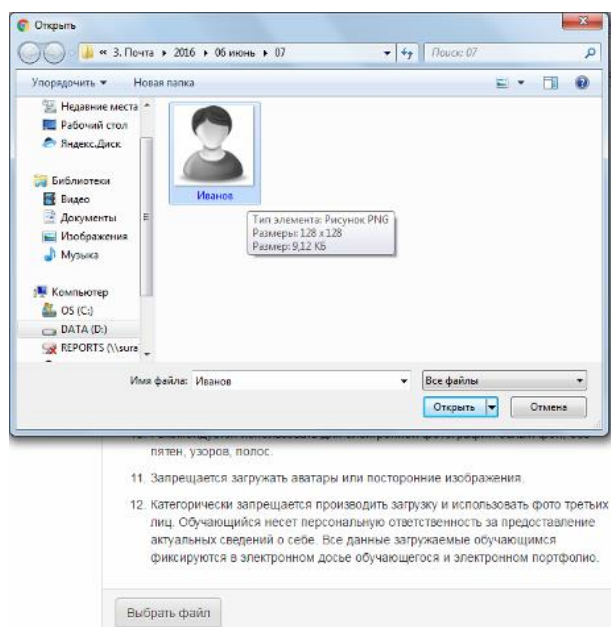 Открыть
« 3. Почта ▸ 2016 ▸ 06 июнь ▸ 07
Поиск: 07
Упорядочить
Новая папка
Недавние места
Рабочий стол
Яндекс.Диск
Библиотеки
Видео
Документы
Изображения
Музыка
Компьютер
OS (C:)
DATA (D:)
REPORTS (\\sura
Иванов
Тип элемента: Рисунок PNG
Размеры: 128 x 128
Размер: 9,12 КБ
Имя файла: Иванов
Все файлы
Открыть
Отмена
пятен, узоров, полос.
11. Запрещается загружать аватары или посторонние изображения.
12. Категорически запрещается производить загрузку и использовать фото третьих
лиц. Обучающийся несет персональную ответственность за предоставление
актуальных сведений о себе. Все данные загружаемые обучающимся
фиксируются в электронном досье обучающегося и электронном портфолио.
Выбрать файл